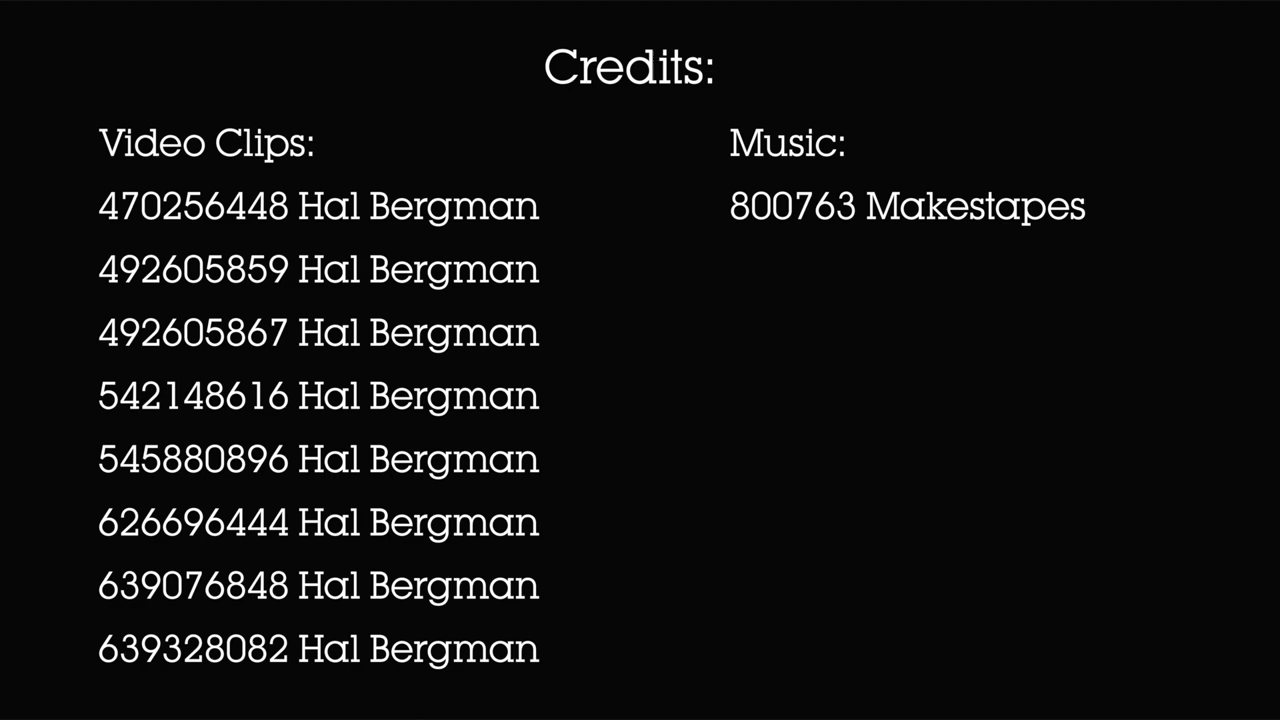 Credits:
Video Clips:
470256448 Hal Bergman
492605859 Hal Bergman
492605867 Hal Bergman
542148616 Hal Bergman
545880896 Hal Bergman
626696444 Hal Bergman
639076848 Hal Bergman
639328082 Hal Bergman
Music:
800763 Makestapes